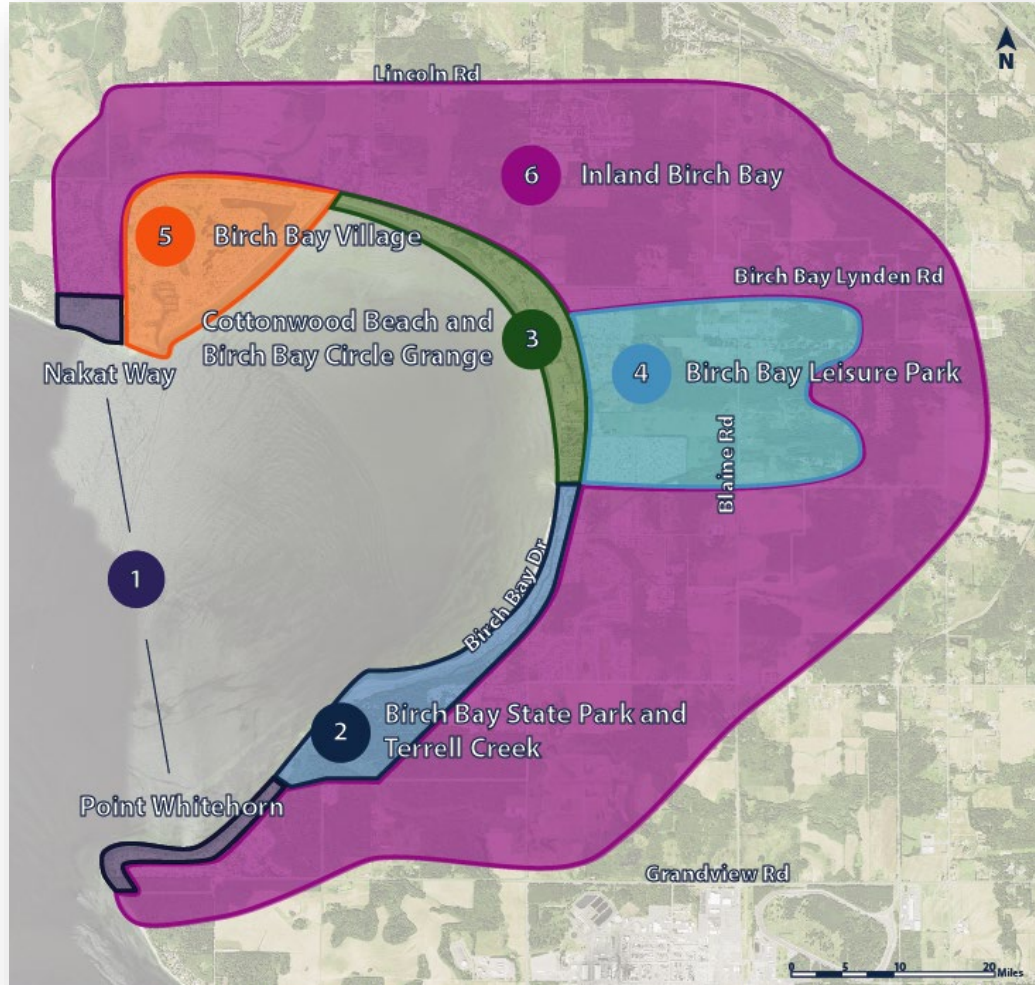 N
Lincoln Rd
6
Inland Birch Bay
5
Birch Bay Village
Birch Bay Lynden Rd
Cottonwood Beach and
Birch Bay Circle Grange
3
Nakat Way
4
Birch Bay Leisure Park
Blaine Rd
1
Birch Bay Dr
2
Birch Bay State Park and
Terrell Creek
Point Whitehorn
Grandview Rd
0 5 10 20 Miles